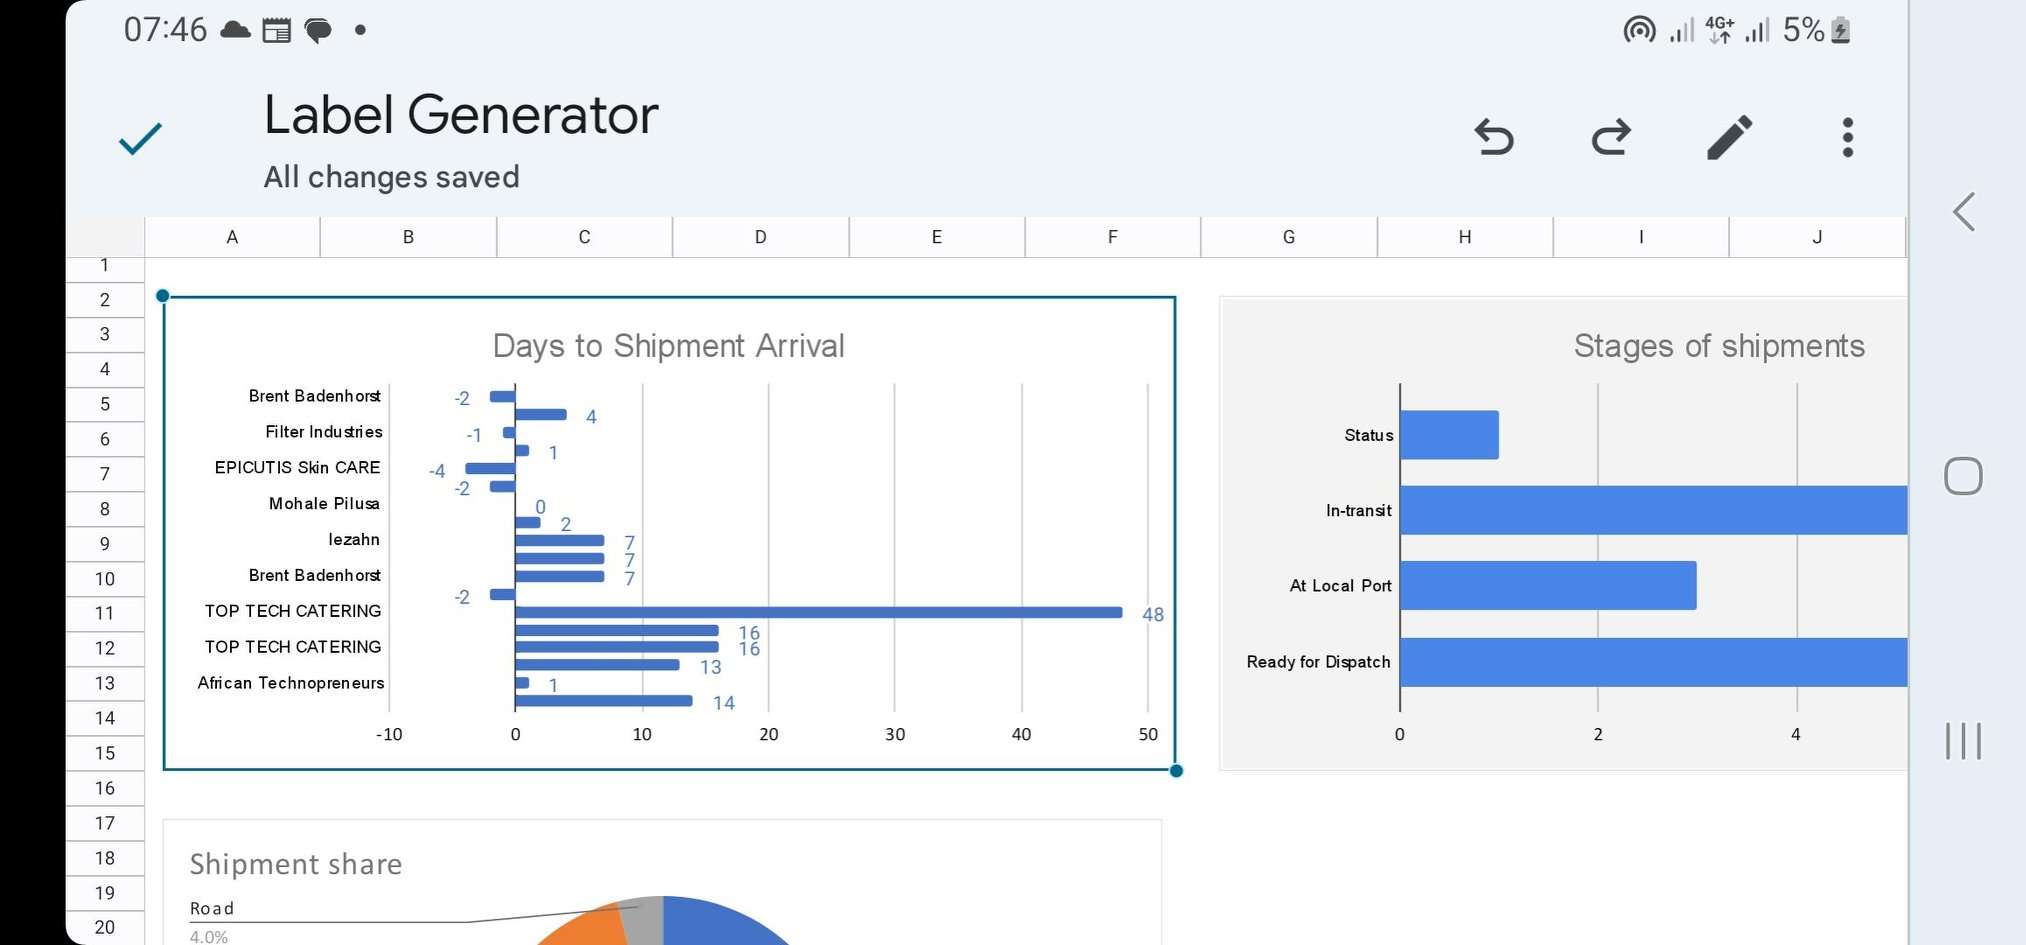 07:46
4G+
5%
Label Generator
All changes saved
A B C D E F G H I J
1
2
3
4
5
6
7
8
9
10
11
12
13
14
15
16
17
18
19
20
Days to Shipment Arrival
Brent Badenhorst -2
4
Filter Industries -1
1
EPICUTIS Skin CARE -4
-2
Mohale Pilusa 0
2
lezahn 7
7
Brent Badenhorst 7
-2
TOP TECH CATERING 48
16
TOP TECH CATERING 16
13
African Technopreneurs 1
14
-10 0 10 20 30 40 50
Stages of shipments
Status
In-transit
At Local Port
Ready for Dispatch
0 2 4
Shipment share
Road
4.0%